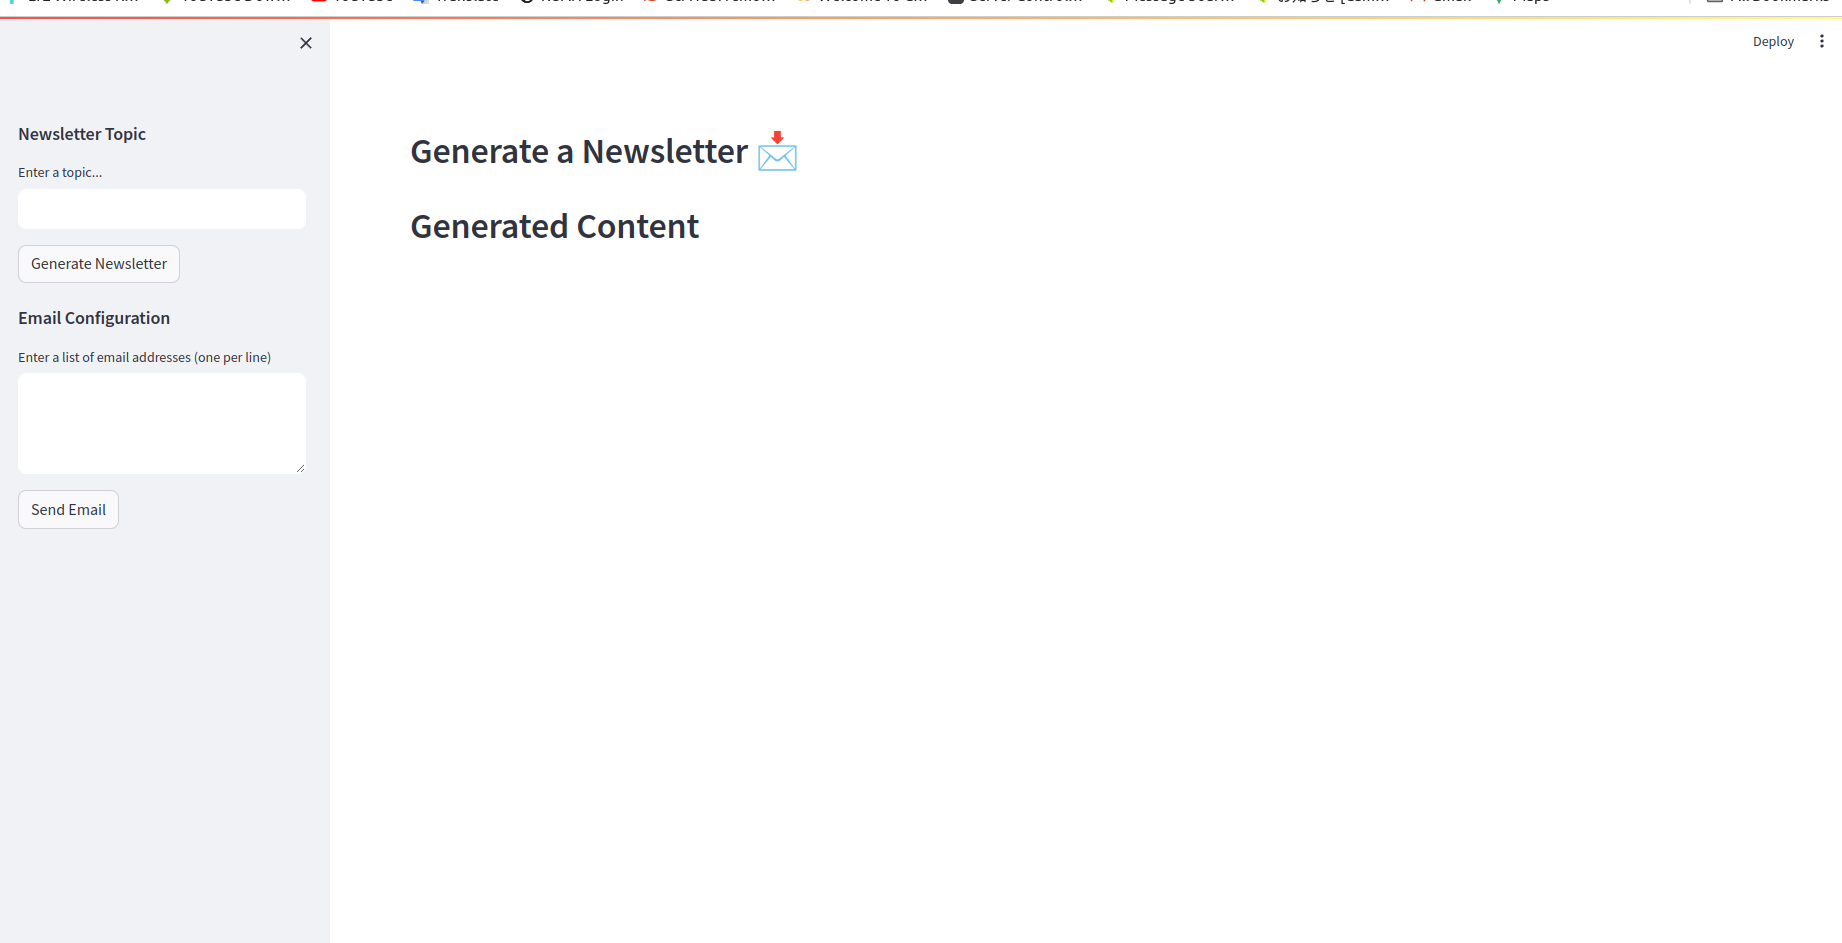 Deploy
Newsletter Topic
Enter a topic...
Generate Newsletter
Email Configuration
Enter a list of email addresses (one per line)
Send Email
Generate a Newsletter
Generated Content